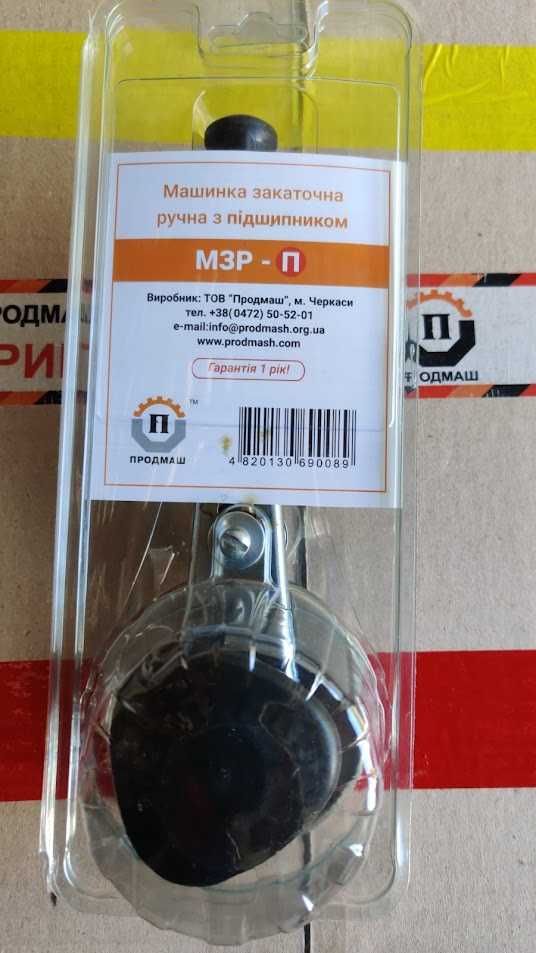 Машинка закаточна
ручна з підшипником
МЗР - П
Виробник: ТОВ "Продмаш", м. Черкаси
тел. +38(0472) 50-52-01
e-mail:info@prodmash.org.ua
www.prodmash.com
Гарантія 1 рік!
П
™
ПРОДМАШ
4 820130 690089
П
ПРОДМАШ